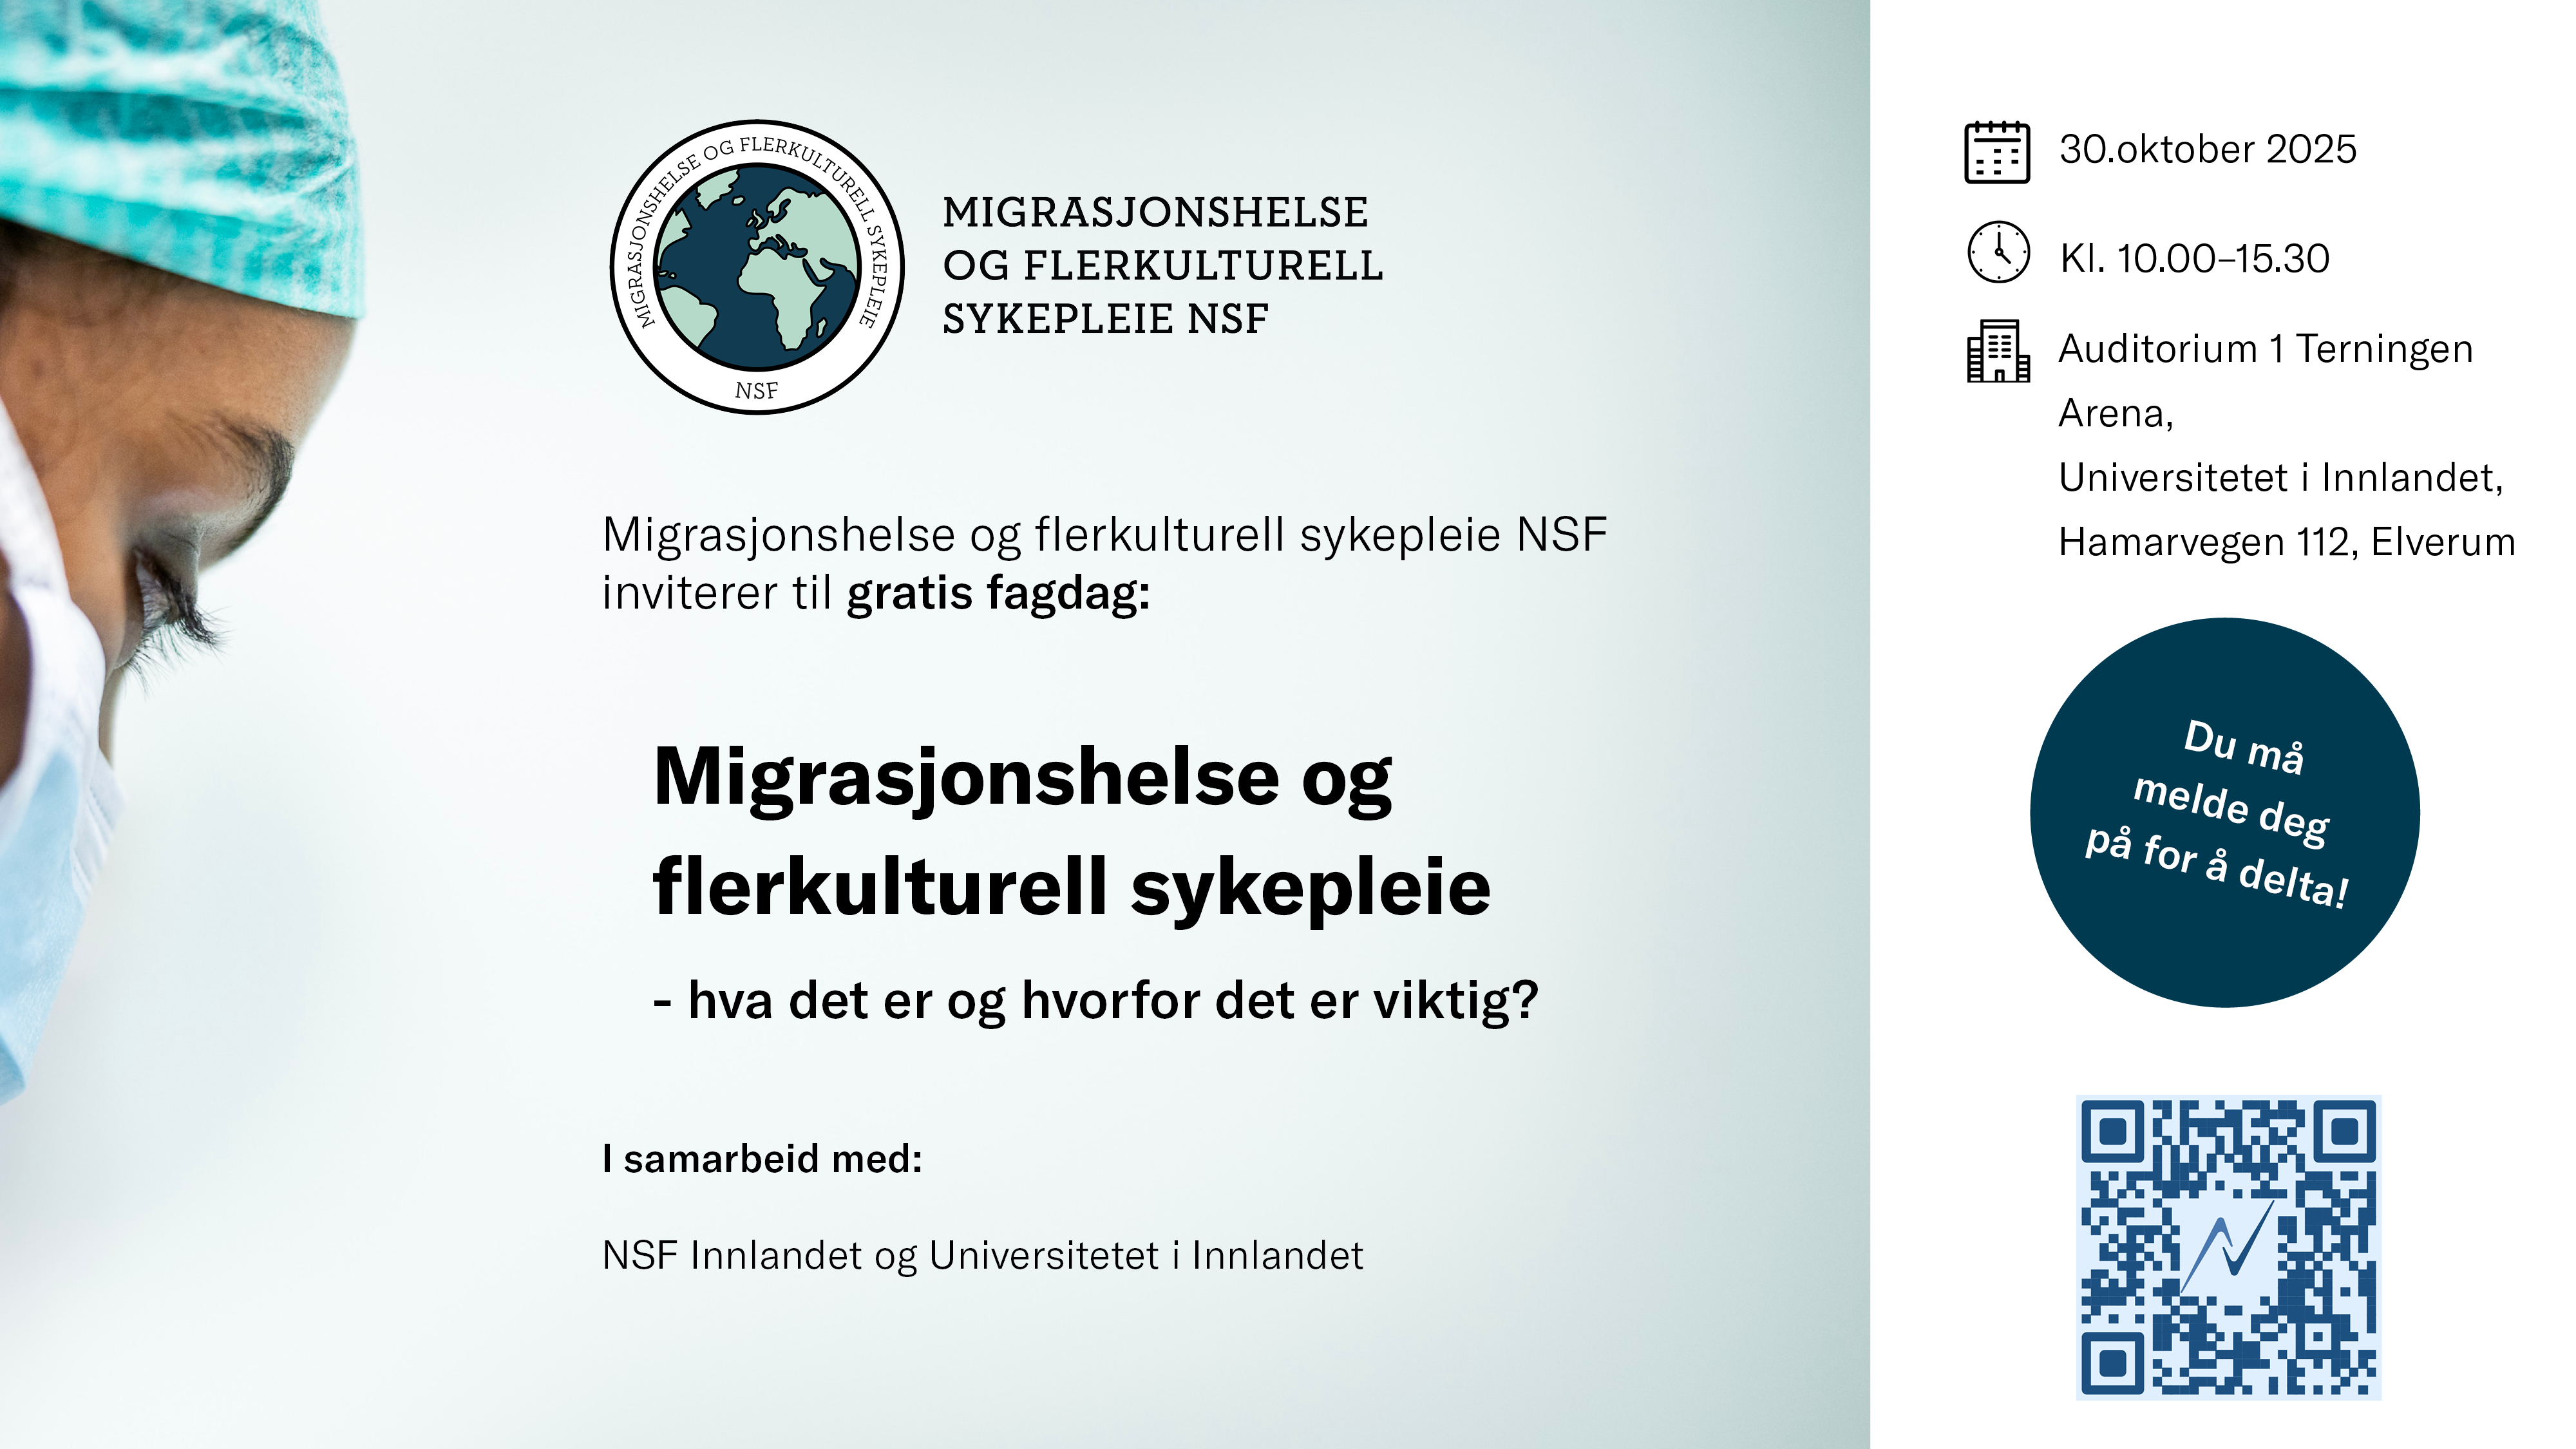 MIGRASJONSHELSE OG FLERKULTURELL SYKEPLEIE
NSF
MIGRASJONSHELSE
OG FLERKULTURELL
SYKEPLEIE NSF
Migrasjonshelse og flerkulturell sykepleie NSF
inviterer til gratis fagdag:
Migrasjonshelse og
flerkulturell sykepleie
- hva det er og hvorfor det er viktig?
I samarbeid med:
NSF Innlandet og Universitetet i Innlandet
30.oktober 2025
Kl. 10.00–15.30
Auditorium 1 Terningen
Arena,
Universitetet i Innlandet,
Hamarvegen 112, Elverum
Du må
melde deg
på for å delta!